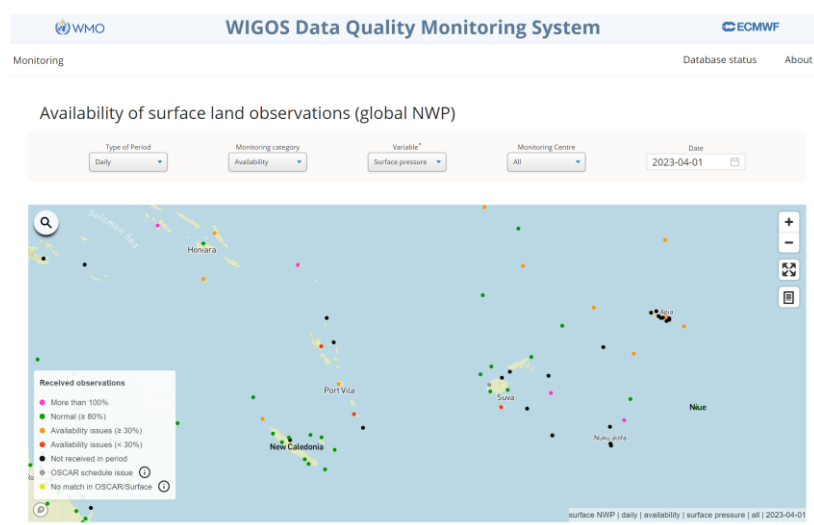 WMO
WIGOS Data Quality Monitoring System
ECMWF
Monitoring
Database status
About
Availability of surface land observations (global NWP)
Type of Period
Monitoring category
Variable*
Monitoring Centre
Date
Daily
Availability
Surface pressure
All
2023-04-01
Solomon Sea
Honiara
Apia
Port Vila
Suva
Niue
Nuku'alofa
New Caledonia
Received observations
More than 100%
Normal (≥ 80%)
Availability issues (≥ 30%)
Availability issues (< 30%)
Not received in period
OSCAR schedule issue
No match in OSCAR/Surface
surface NWP | daily | availability | surface pressure | all | 2023-04-01